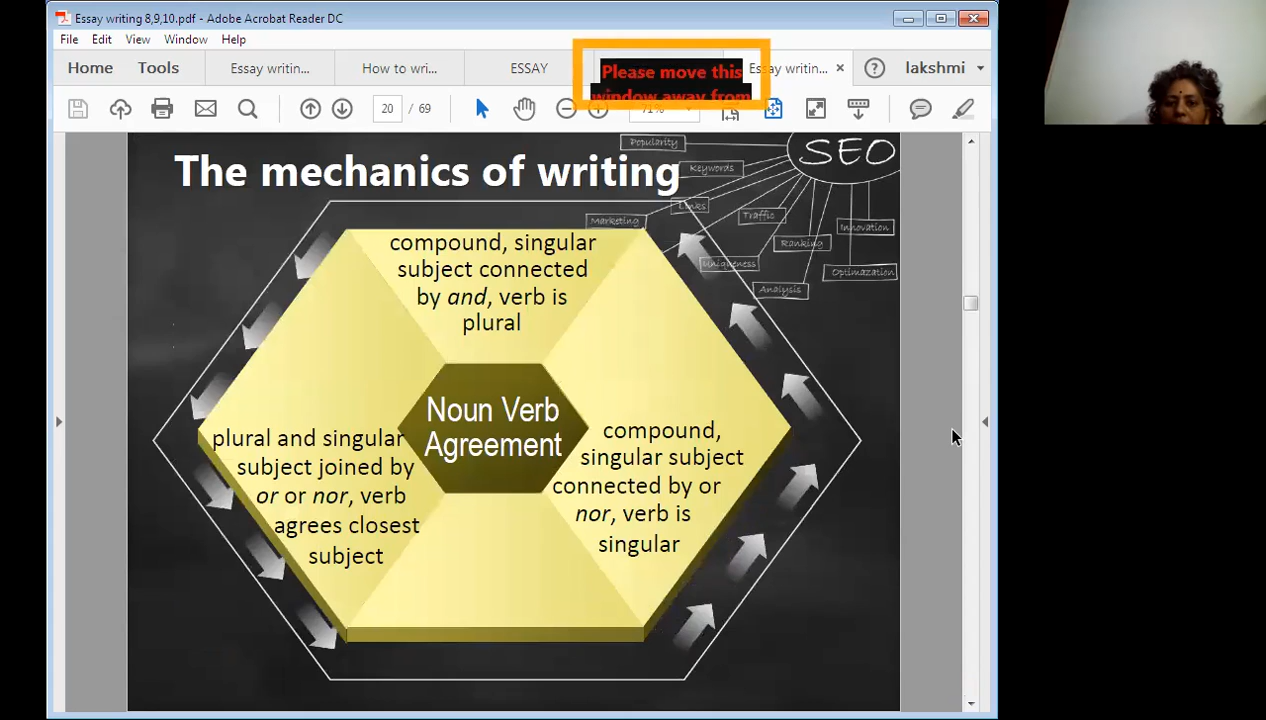 Essay writing 8,9,10.pdf - Adobe Acrobat Reader DC
File Edit View Window Help
Home Tools Essay writin... How to wri... ESSAY Essay writin... × lakshmi
Please move this
window away from
20 / 69
71%
The mechanics of writing
SEO
Popularity
Keywords
Links
Marketing
Traffic
Innovation
Ranking
Uniqueness
Optimazation
Analysis
compound, singular
subject connected
by and, verb is
plural
Noun Verb
Agreement
plural and singular
subject joined by
or or nor, verb
agrees closest
subject
compound,
singular subject
connected by or
nor, verb is
singular